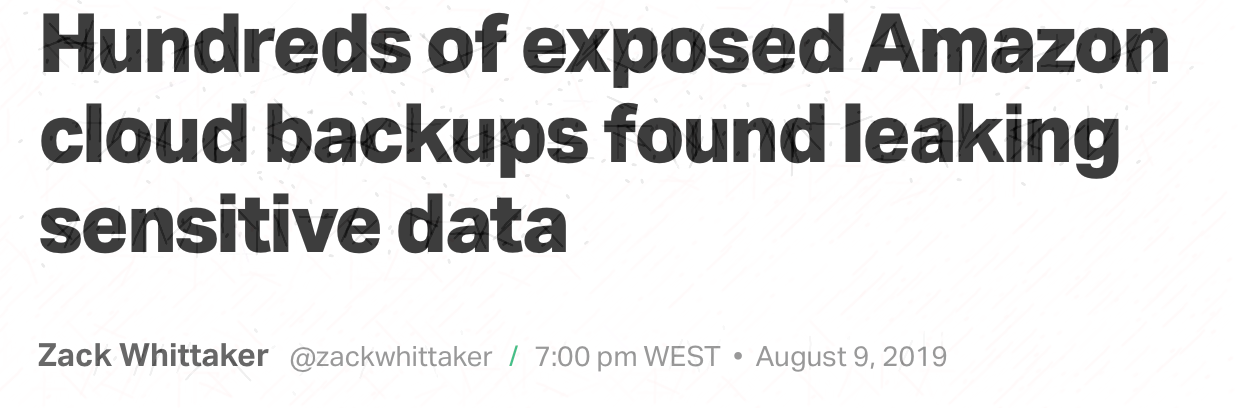 Hundreds of exposed Amazon
cloud backups found leaking
sensitive data
Zack Whittaker @zackwhittaker / 7:00 pm WEST • August 9, 2019